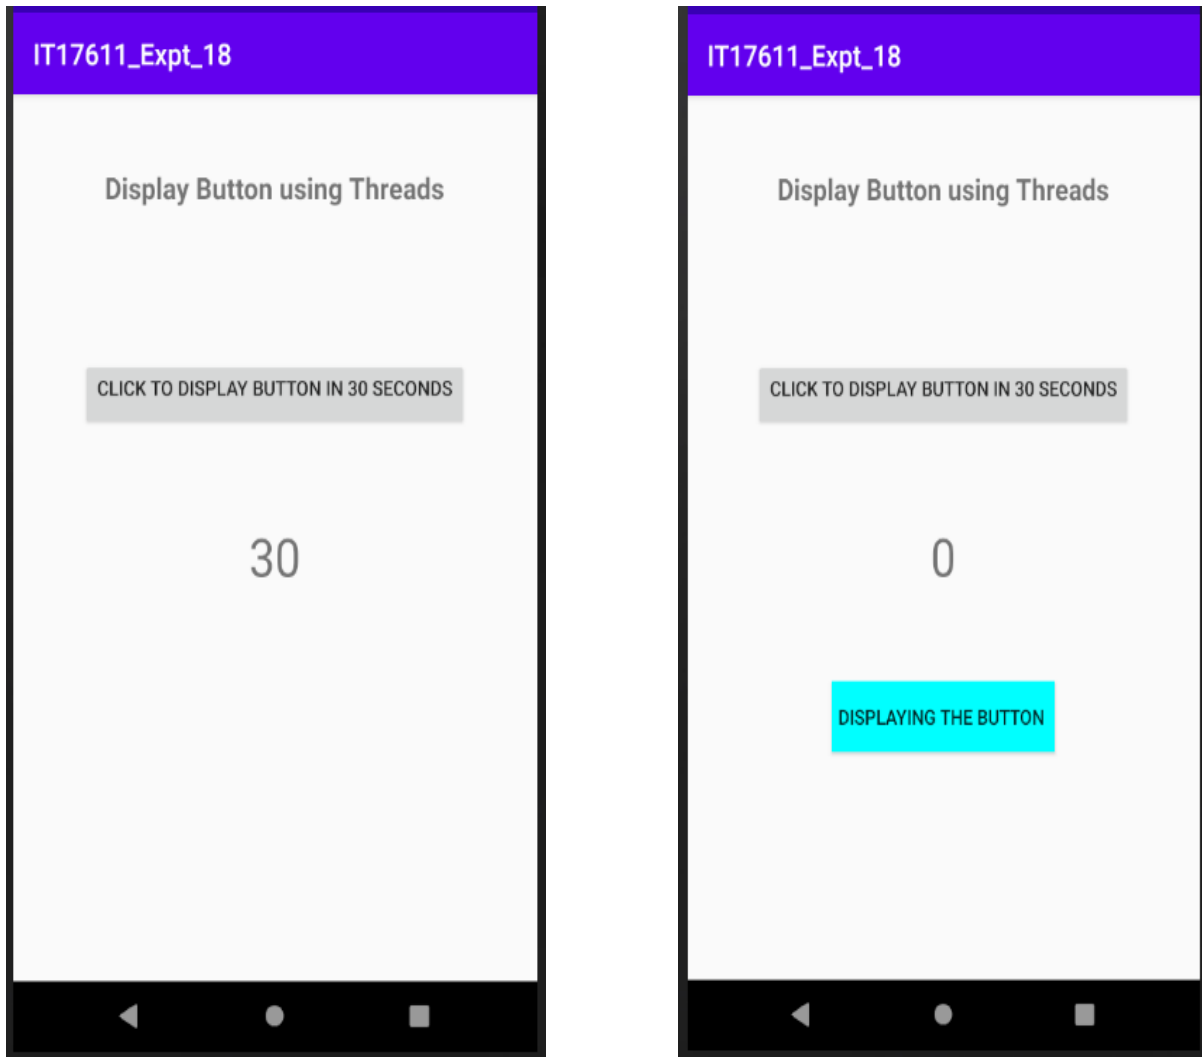 IT17611_Expt_18
Display Button using Threads
CLICK TO DISPLAY BUTTON IN 30 SECONDS
30
IT17611_Expt_18
Display Button using Threads
CLICK TO DISPLAY BUTTON IN 30 SECONDS
0
DISPLAYING THE BUTTON